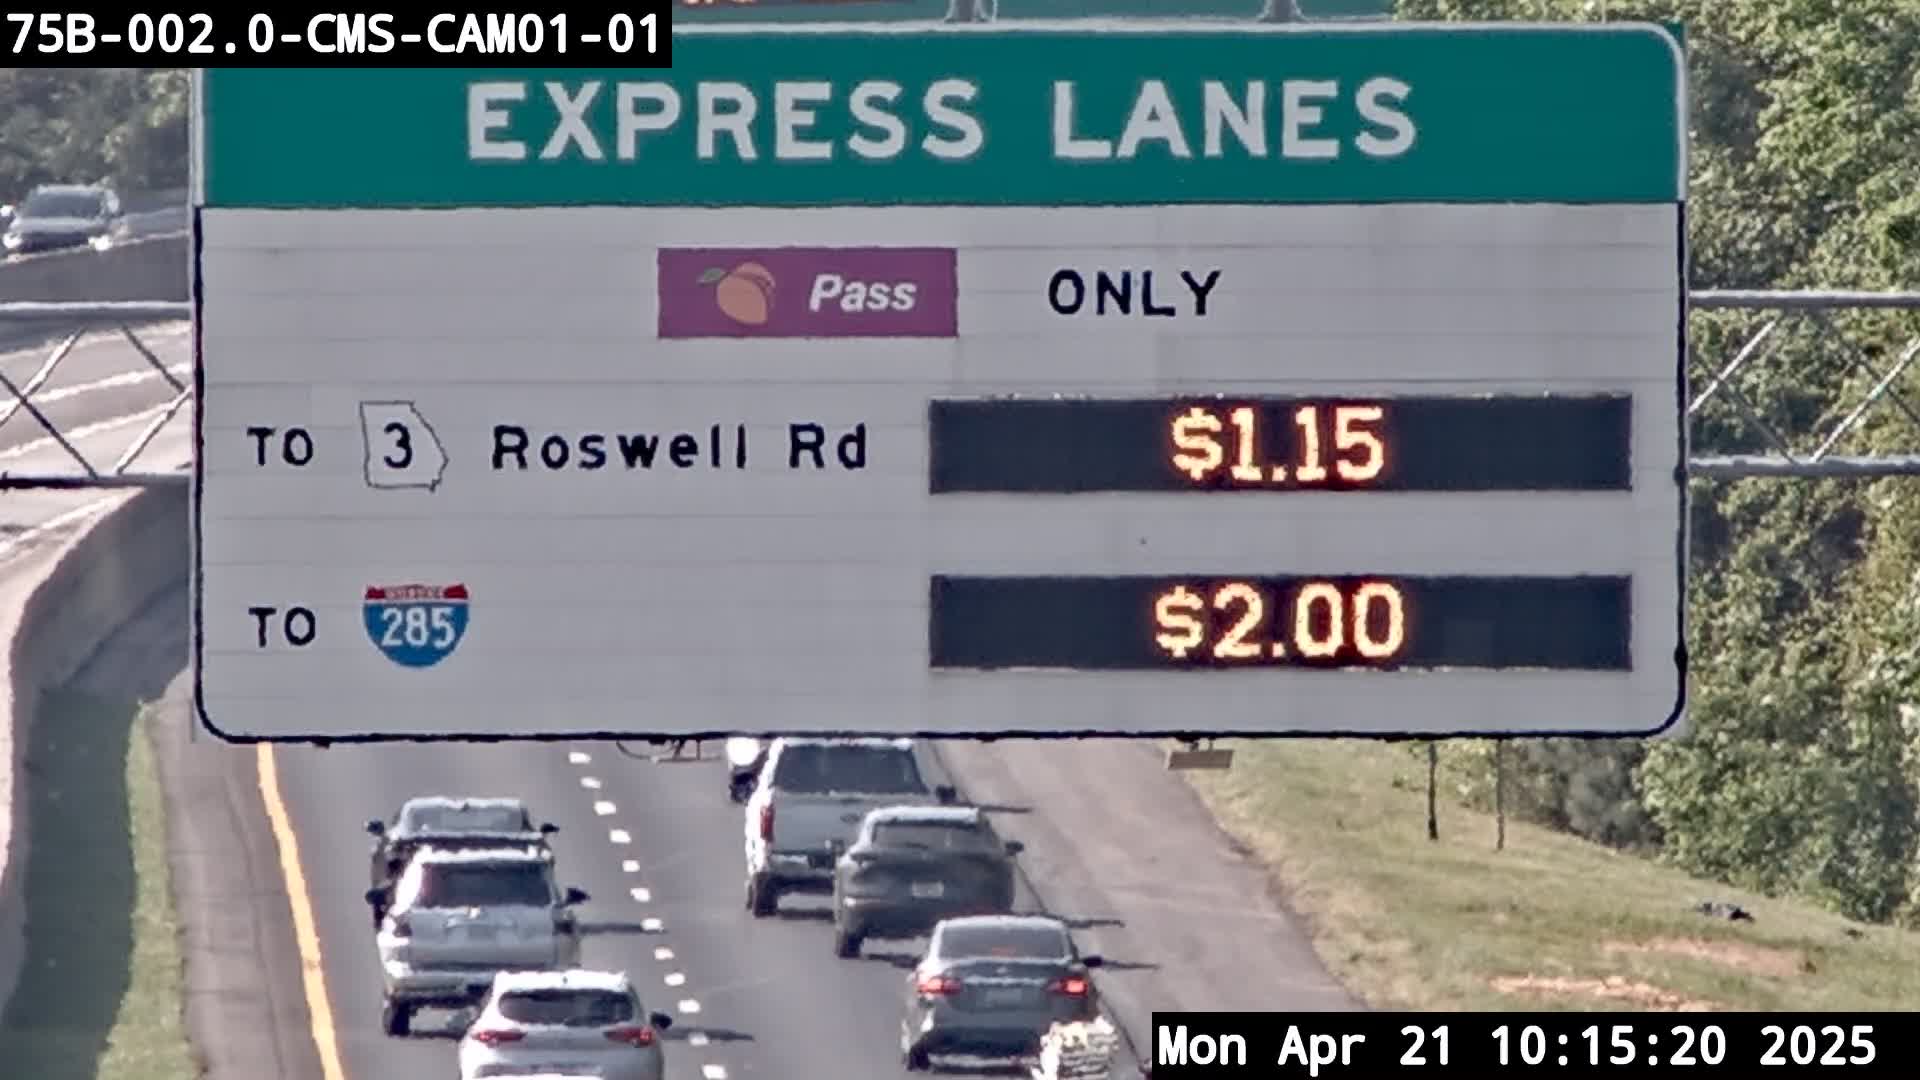 75B-002.0-CMS-CAM01-01
EXPRESS LANES
Pass ONLY
TO 3 Roswell Rd $1.15
TO 285 $2.00
Mon Apr 21 10:15:20 2025